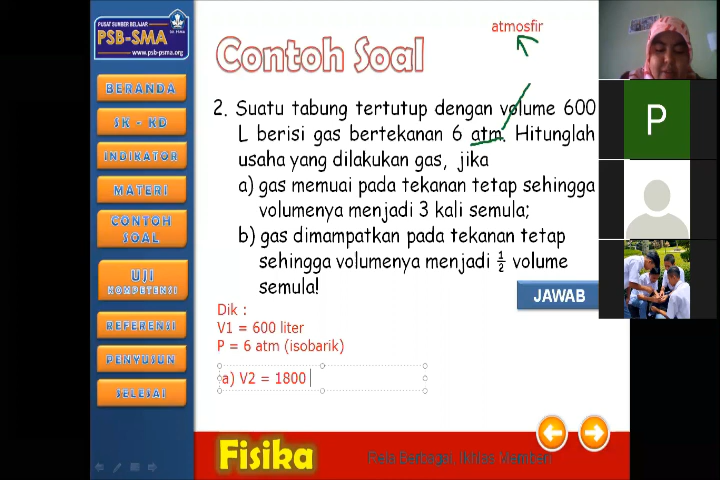 PUSAT SUMBER BELAJAR
PSB-SMA
www.psb-psma.org
BERANDA
SK - KD
INDIKATOR
MATERI
CONTOH
SOAL
UJI
KOMPETENSI
REFERENSI
PENYUSUN
SELESAI
atmosfir
Contoh Soal
2. Suatu tabung tertutup dengan volume 600
L berisi gas bertekanan 6 atm. Hitunglah
usaha yang dilakukan gas, jika
a) gas memuai pada tekanan tetap sehingga
volumenya menjadi 3 kali semula;
b) gas dimampatkan pada tekanan tetap
sehingga volumenya menjadi ½ volume
semula!
JAWAB
Dik :
V1 = 600 liter
P = 6 atm (isobarik)
a) V2 = 1800
Fisika
Rela Berbagai, Ikhlas Memberi
P